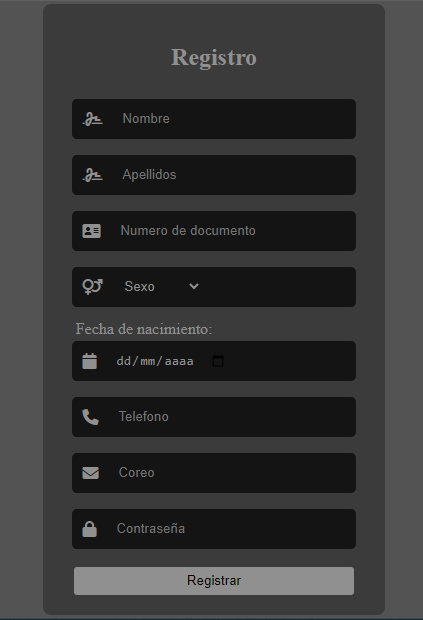 Registro
Nombre
Apellidos
Numero de documento
Sexo
Fecha de nacimiento:
dd/mm/aaaa
Telefono
Coreo
Contraseña
Registrar